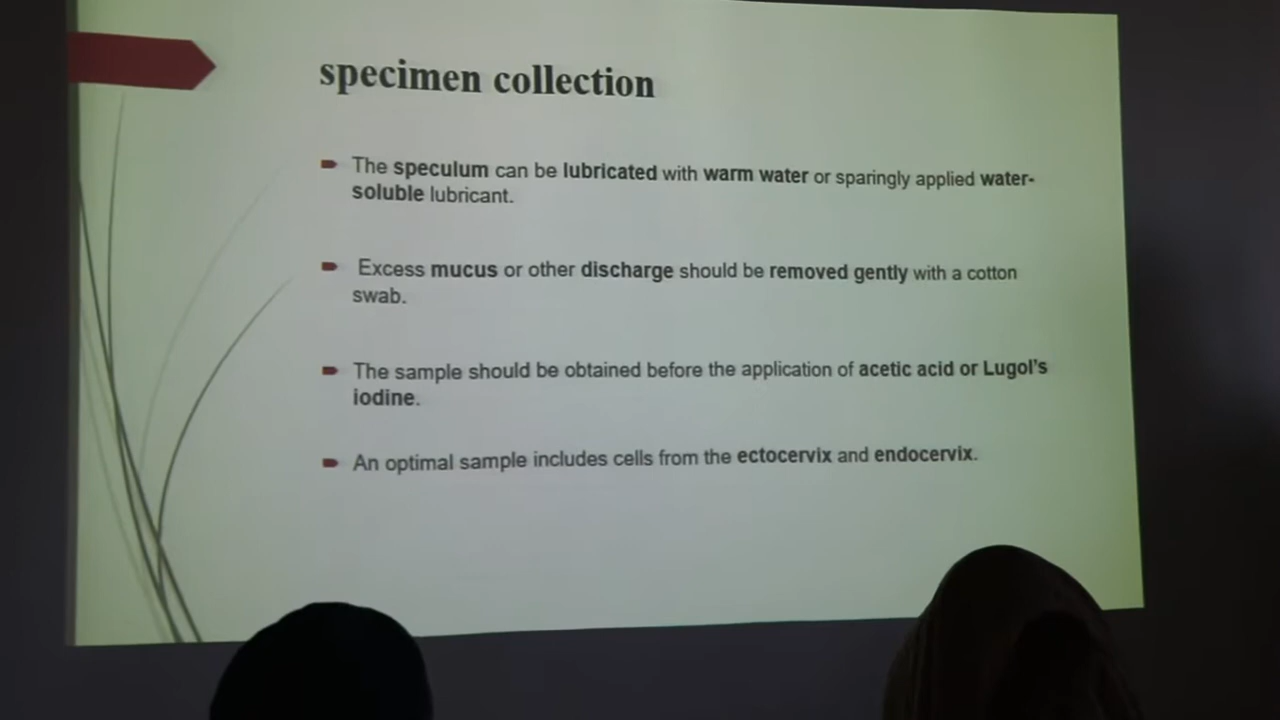 specimen collection
The speculum can be lubricated with warm water or sparingly applied water-
soluble lubricant.
Excess mucus or other discharge should be removed gently with a cotton
swab.
The sample should be obtained before the application of acetic acid or Lugol's
iodine.
An optimal sample includes cells from the ectocervix and endocervix.